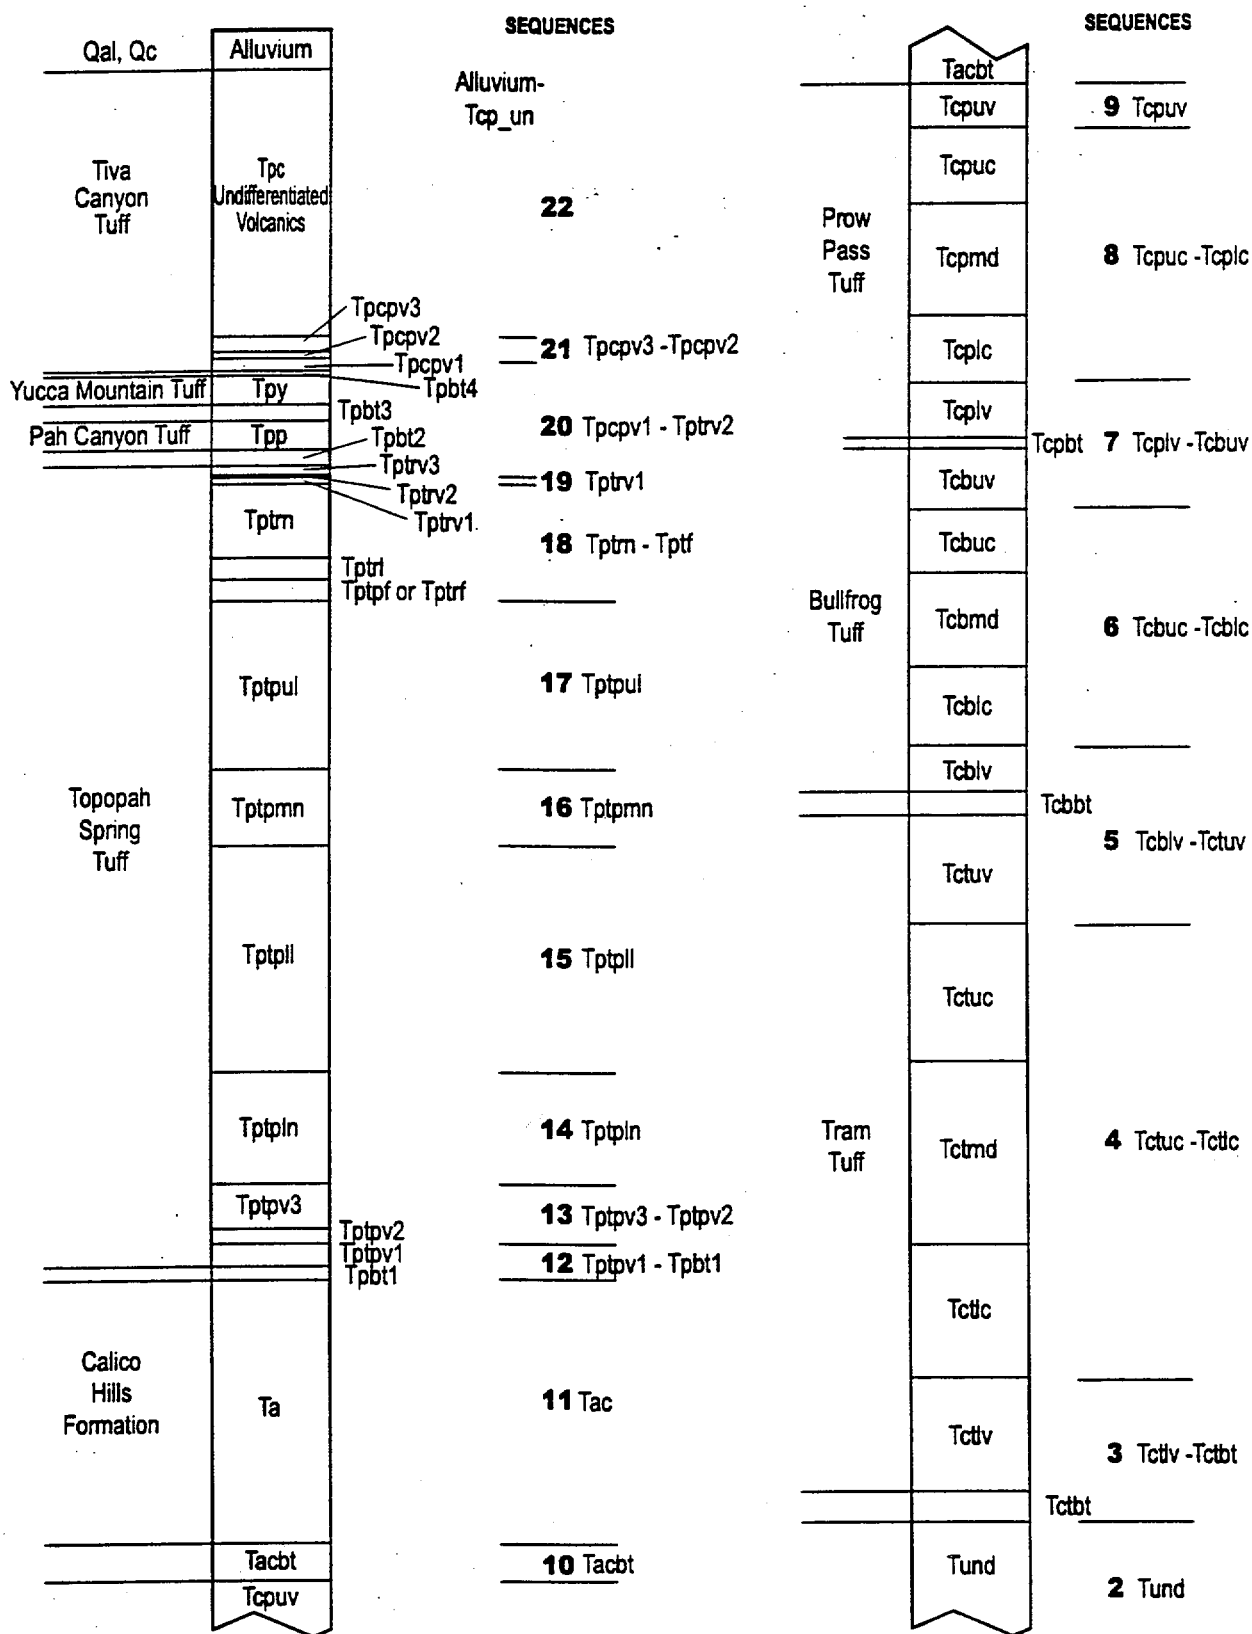 SEQUENCES
Qal, Qc
Alluvium
Alluvium-
Tcp_un
Tiva
Canyon
Tuff
Tpc
Undifferentiated
Volcanics
22
Tpcpv3
Tpcpv2
Tpcpv1
21 Tpcpv3 -Tpcpv2
Yucca Mountain Tuff
Tpy
Tpbt4
Tpbt3
Pah Canyon Tuff
Tpp
Tpbt2
20 Tpcpv1 - Tptrv2
Tptrv3
Tptrv2
Tptrv1
19 Tptrv1
Tptrn
18 Tptrn - Tptf
Tptrl
Tptpf or Tptrf
Tptpul
17 Tptpul
Topopah
Spring
Tuff
Tptpmn
16 Tptpmn
Tptpll
15 Tptpll
Tptpln
14 Tptpln
Tptpv3
13 Tptpv3 - Tptpv2
Tptpv2
Tptpv1
Tpbt1
12 Tptpv1 - Tpbt1
Calico
Hills
Formation
Ta
11 Tac
Tacbt
10 Tacbt
Tcpuv
SEQUENCES
Tacbt
Tcpuv
9 Tcpuv
Tcpuc
Prow
Pass
Tuff
Tcpmd
8 Tcpuc -Tcplc
Tcplc
Tcplv
Tcpbt
7 Tcplv -Tcbuv
Tcbuv
Tcbuc
Bullfrog
Tuff
Tcbmd
6 Tcbuc -Tcblc
Tcblc
Tcblv
Tcbbt
5 Tcblv -Tctuv
Tctuv
Tctuc
Tram
Tuff
Tctmd
4 Tctuc -Tctlc
Tctlc
Tctlv
3 Tctlv -Tctbt
Tctbt
Tund
2 Tund